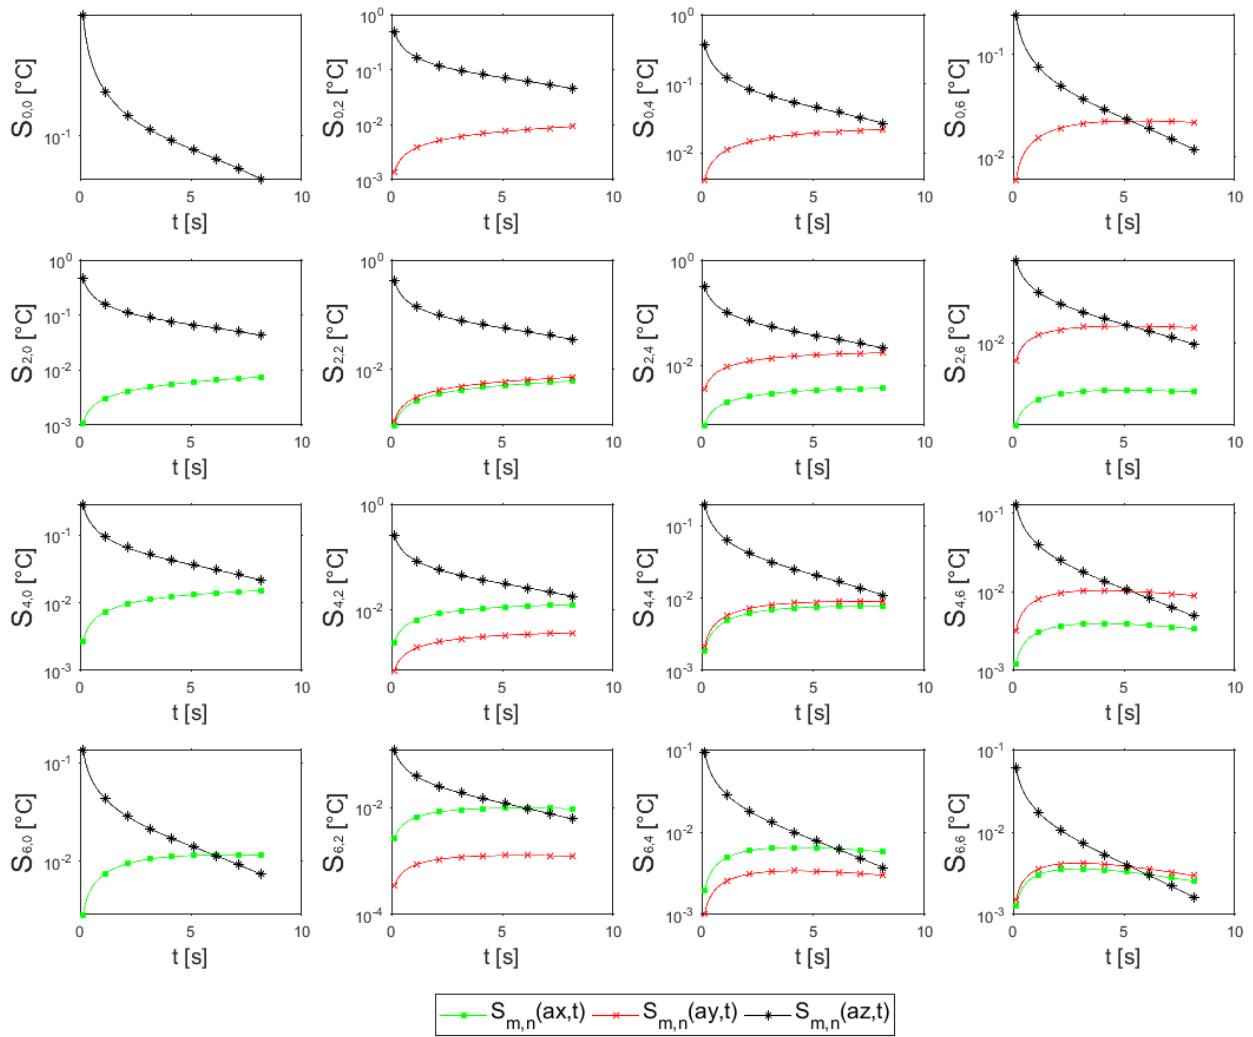 S0,0 [°C]
10^-1
0 5 10
t [s]
S0,2 [°C]
10^0
10^-1
10^-2
10^-3
0 5 10
t [s]
S0,4 [°C]
10^0
10^-1
10^-2
0 5 10
t [s]
S0,6 [°C]
10^-1
10^-2
0 5 10
t [s]
S2,0 [°C]
10^0
10^-1
10^-2
10^-3
0 5 10
t [s]
S2,2 [°C]
10^0
10^-2
0 5 10
t [s]
S2,4 [°C]
10^0
10^-2
0 5 10
t [s]
S2,6 [°C]
10^-2
0 5 10
t [s]
S4,0 [°C]
10^-1
10^-2
10^-3
0 5 10
t [s]
S4,2 [°C]
10^0
10^-2
0 5 10
t [s]
S4,4 [°C]
10^-1
10^-2
10^-3
0 5 10
t [s]
S4,6 [°C]
10^-1
10^-2
10^-3
0 5 10
t [s]
S6,0 [°C]
10^-1
10^-2
0 5 10
t [s]
S6,2 [°C]
10^-2
10^-4
0 5 10
t [s]
S6,4 [°C]
10^-1
10^-2
10^-3
0 5 10
t [s]
S6,6 [°C]
10^-1
10^-2
10^-3
0 5 10
t [s]
Sm,n(ax,t) Sm,n(ay,t) Sm,n(az,t)